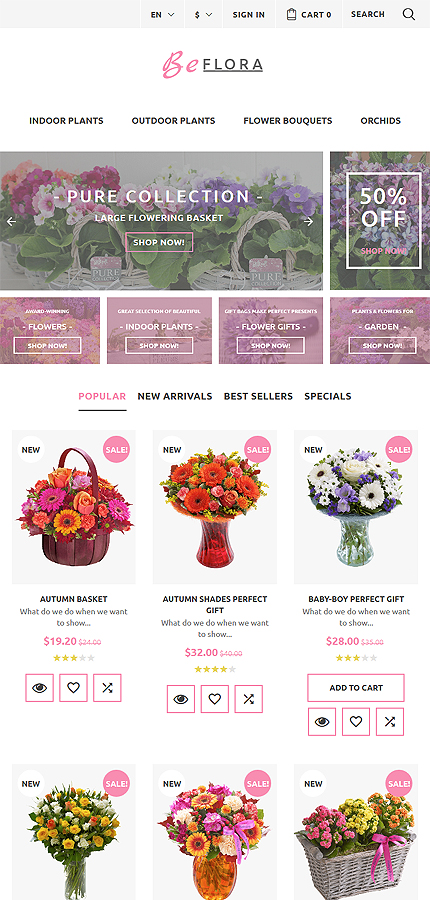 EN
$
SIGN IN
CART 0
SEARCH
Be FLORA
INDOOR PLANTS
OUTDOOR PLANTS
FLOWER BOUQUETS
ORCHIDS
- PURE COLLECTION -
LARGE FLOWERING BASKET
SHOP NOW!
PURE
COLLECTION
50%
OFF
SHOP NOW!
AWARD-WINNING
- FLOWERS -
SHOP NOW!
GREAT SELECTION OF BEAUTIFUL
- INDOOR PLANTS -
SHOP NOW!
GIFT BAGS MAKE PERFECT PRESENTS
- FLOWER GIFTS -
SHOP NOW!
PLANTS & FLOWERS FOR
- GARDEN -
SHOP NOW!
POPULAR
NEW ARRIVALS
BEST SELLERS
SPECIALS
NEW
SALE!
NEW
SALE!
NEW
SALE!
AUTUMN BASKET
What do we do when we want
to show...
$19.20 $24.00
AUTUMN SHADES PERFECT
GIFT
What do we do when we want
to show...
$32.00 $40.00
BABY-BOY PERFECT GIFT
What do we do when we want
to show...
$28.00 $35.00
ADD TO CART
NEW
SALE!
NEW
SALE!
NEW
SALE!